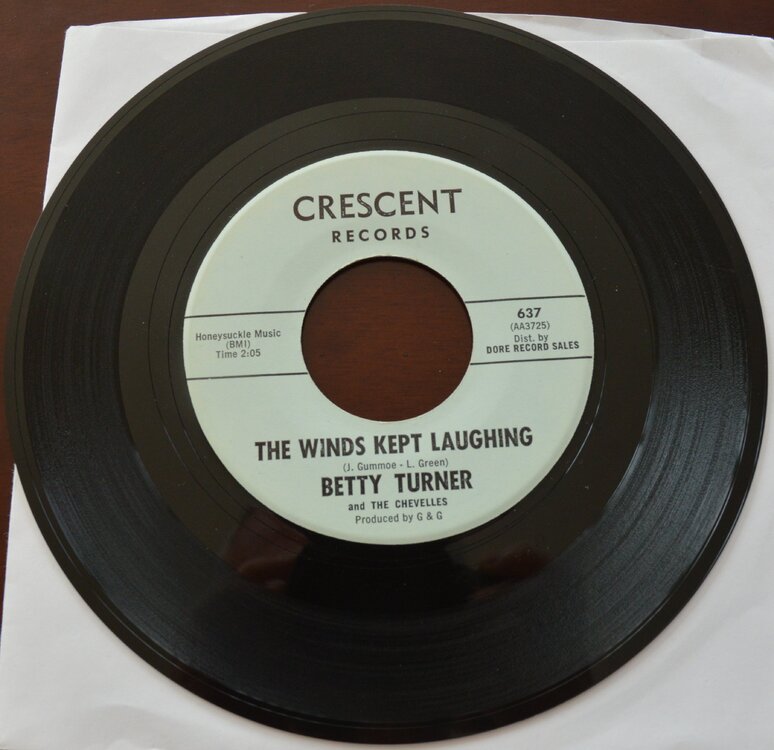 CRESCENT
RECORDS
Honeysuckle Music
(BMI)
Time 2:05
637
(AA3725)
Dist. by
DORE RECORD SALES
THE WINDS KEPT LAUGHING
(J. Gummoe - L. Green)
BETTY TURNER
and THE CHEVELLES
Produced by G & G